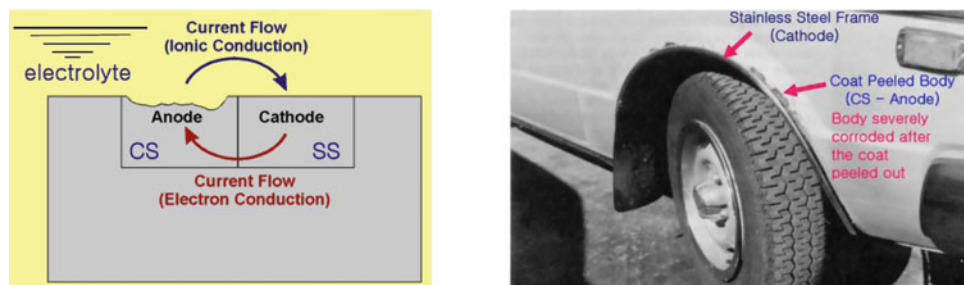 Current Flow
(Ionic Conduction)
electrolyte
Anode
Cathode
CS
SS
Current Flow
(Electron Conduction)
Stainless Steel Frame
(Cathode)
Coat Peeled Body
(CS – Anode)
Body severely
corroded after
the coat
peeled out